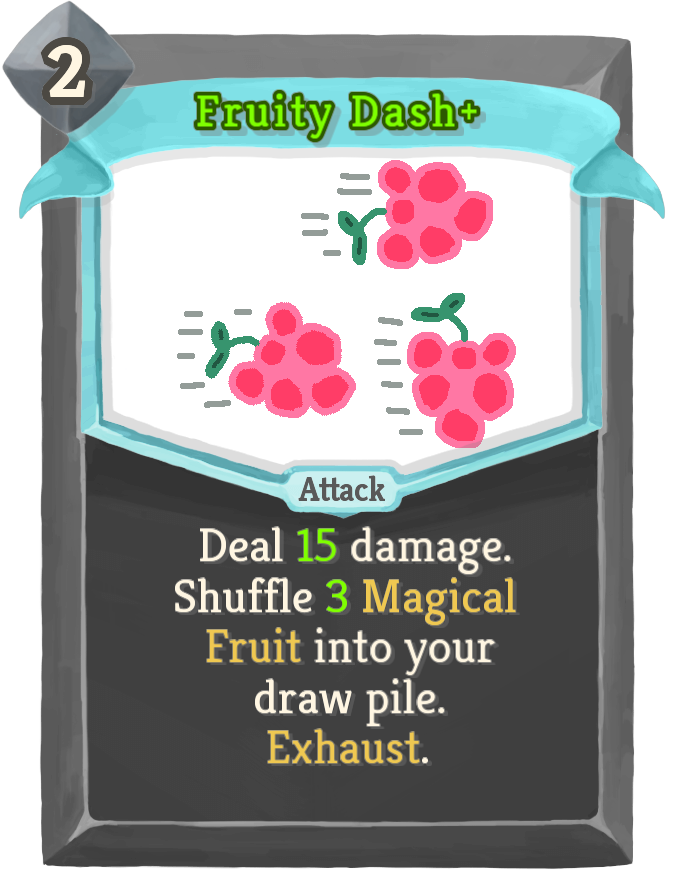 2
Fruity Dash+
Attack
Deal 15 damage.
Shuffle 3 Magical
Fruit into your
draw pile.
Exhaust.